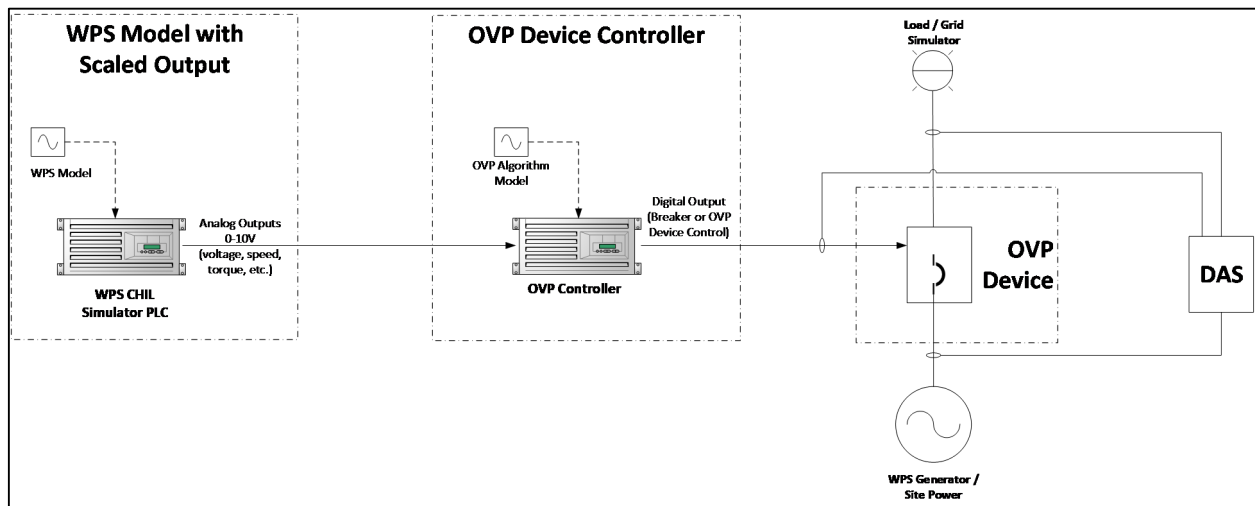 WPS Model with
Scaled Output
WPS Model
Analog Outputs
0-10V
(voltage, speed,
torque, etc.)
WPS CHIL
Simulator PLC
OVP Device Controller
OVP Algorithm
Model
Digital Output
(Breaker or OVP
Device Control)
OVP Controller
Load / Grid
Simulator
OVP
Device
DAS
WPS Generator /
Site Power